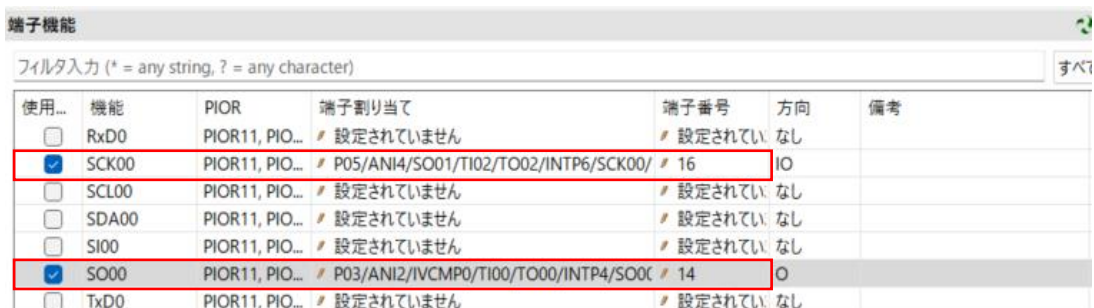 端子機能
フィルタ入力 (* = any string, ? = any character)
すべて
使用... 機能 PIOR 端子割り当て 端子番号 方向 備考
RxD0 PIOR11, PIO... 設定されていません 設定されてい なし
SCK00 PIOR11, PIO... P05/ANI4/SO01/TI02/TO02/INTP6/SCK00/ 16 IO
SCL00 PIOR11, PIO... 設定されていません 設定されてい なし
SDA00 PIOR11, PIO... 設定されていません 設定されてい なし
SI00 PIOR11, PIO... 設定されていません 設定されてい なし
SO00 PIOR11, PIO... P03/ANI2/IVCMP0/TI00/TO00/INTP4/SO0 14 O
TxD0 PIOR11, PIO... 設定されていません 設定されてい なし